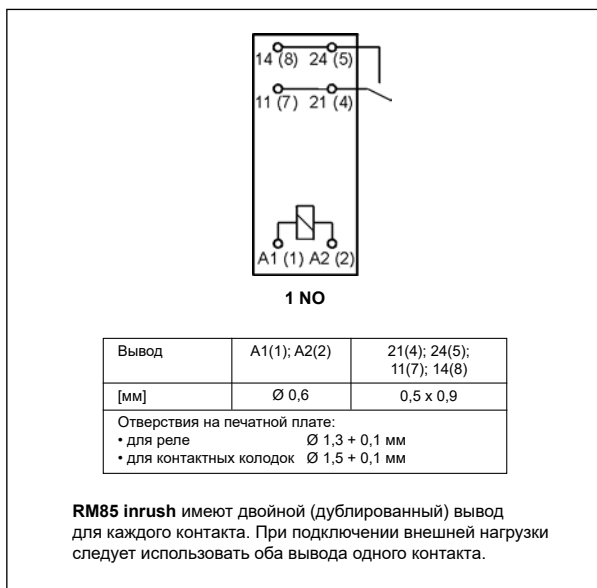 14 (8) 24 (5)
11 (7) 21 (4)
A1 (1) A2 (2)
1 NO
Вывод A1(1); A2(2) 21(4); 24(5);
11(7); 14(8)
[мм] Ø 0,6 0,5 x 0,9
Отверствия на печатной плате:
• для реле Ø 1,3 + 0,1 мм
• для контактных колодок Ø 1,5 + 0,1 мм
RM85 inrush имеют двойной (дублированный) вывод
для каждого контакта. При подключении внешней нагрузки
следует использовать оба вывода одного контакта.